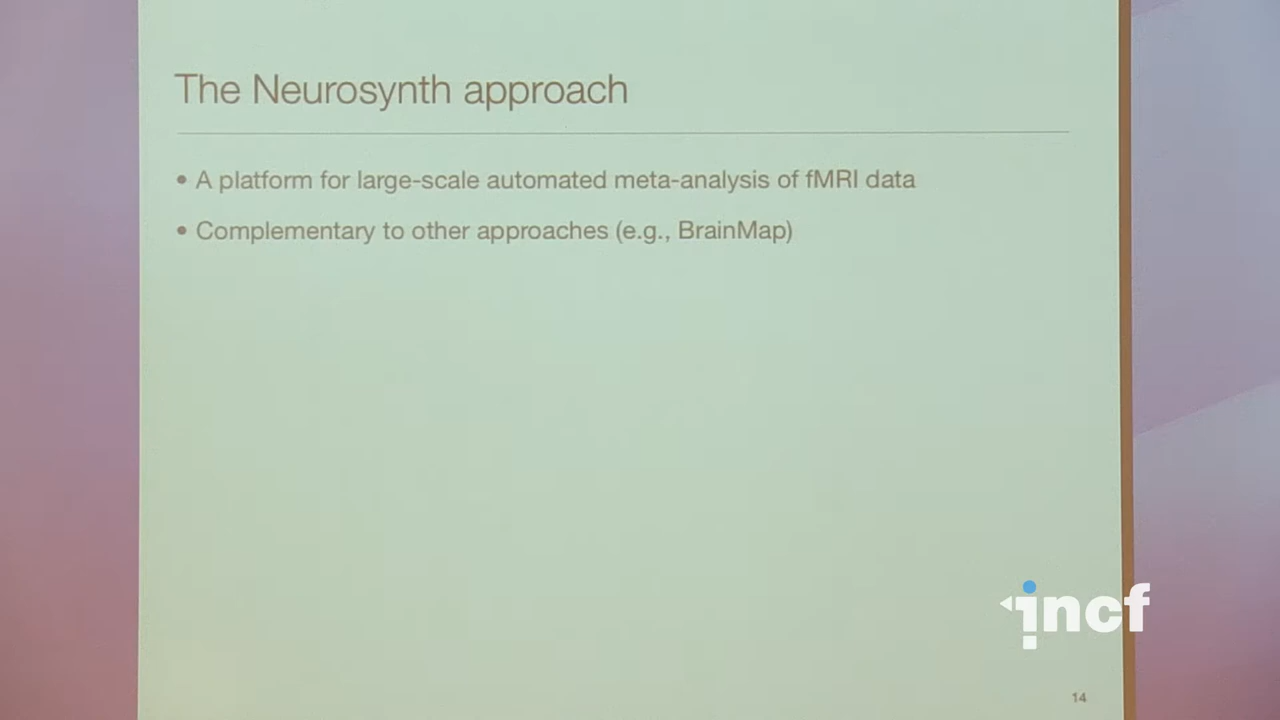 The Neurosynth approach
• A platform for large-scale automated meta-analysis of fMRI data
• Complementary to other approaches (e.g., BrainMap)
incf
14